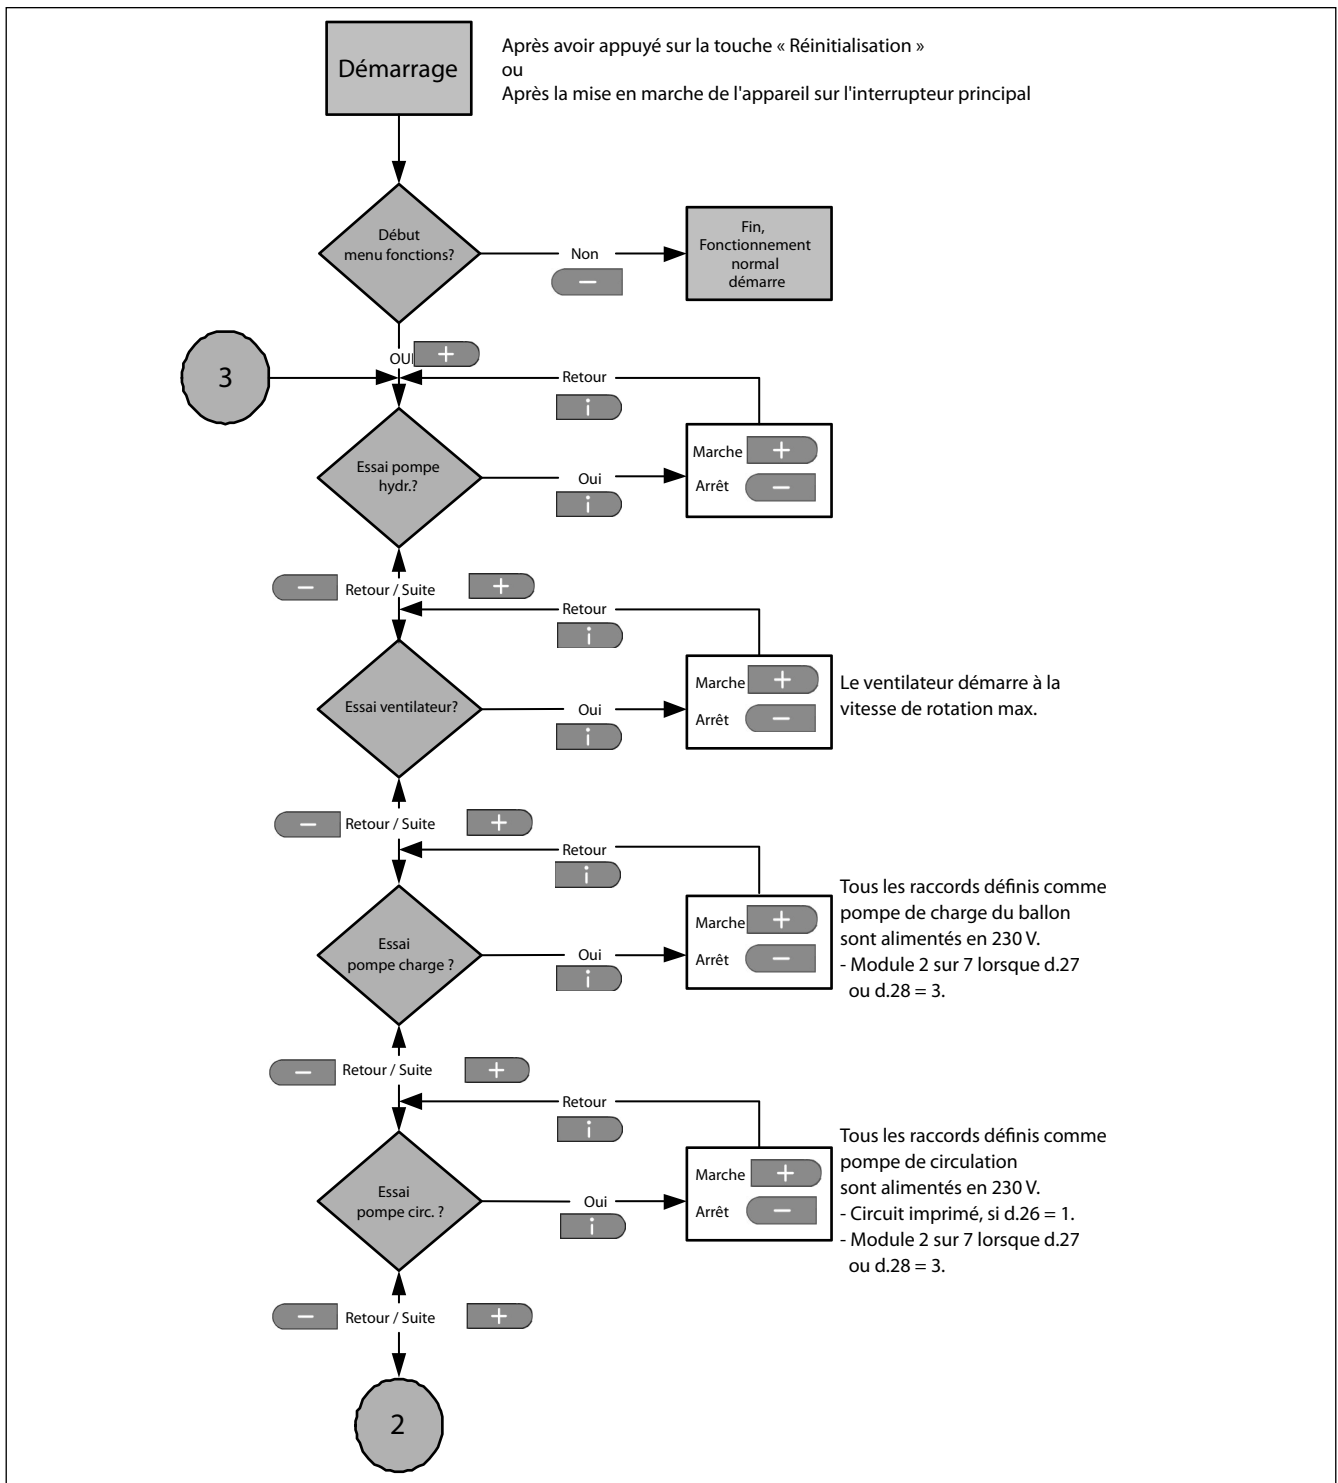 Démarrage
Après avoir appuyé sur la touche « Réinitialisation »
ou
Après la mise en marche de l'appareil sur l'interrupteur principal
Début
menu fonctions?
Non
–
Fin,
Fonctionnement
normal
démarre
OUI
+
3
Retour
i
Essai pompe
hydr.?
Oui
i
Marche +
Arrêt –
– Retour / Suite +
Retour
i
Essai ventilateur?
Oui
i
Marche +
Arrêt –
Le ventilateur démarre à la
vitesse de rotation max.
– Retour / Suite +
Retour
i
Essai
pompe charge ?
Oui
i
Marche +
Arrêt –
Tous les raccords définis comme
pompe de charge du ballon
sont alimentés en 230 V.
- Module 2 sur 7 lorsque d.27
ou d.28 = 3.
– Retour / Suite +
Retour
i
Essai
pompe circ. ?
Oui
i
Marche +
Arrêt –
Tous les raccords définis comme
pompe de circulation
sont alimentés en 230 V.
- Circuit imprimé, si d.26 = 1.
- Module 2 sur 7 lorsque d.27
ou d.28 = 3.
– Retour / Suite +
2